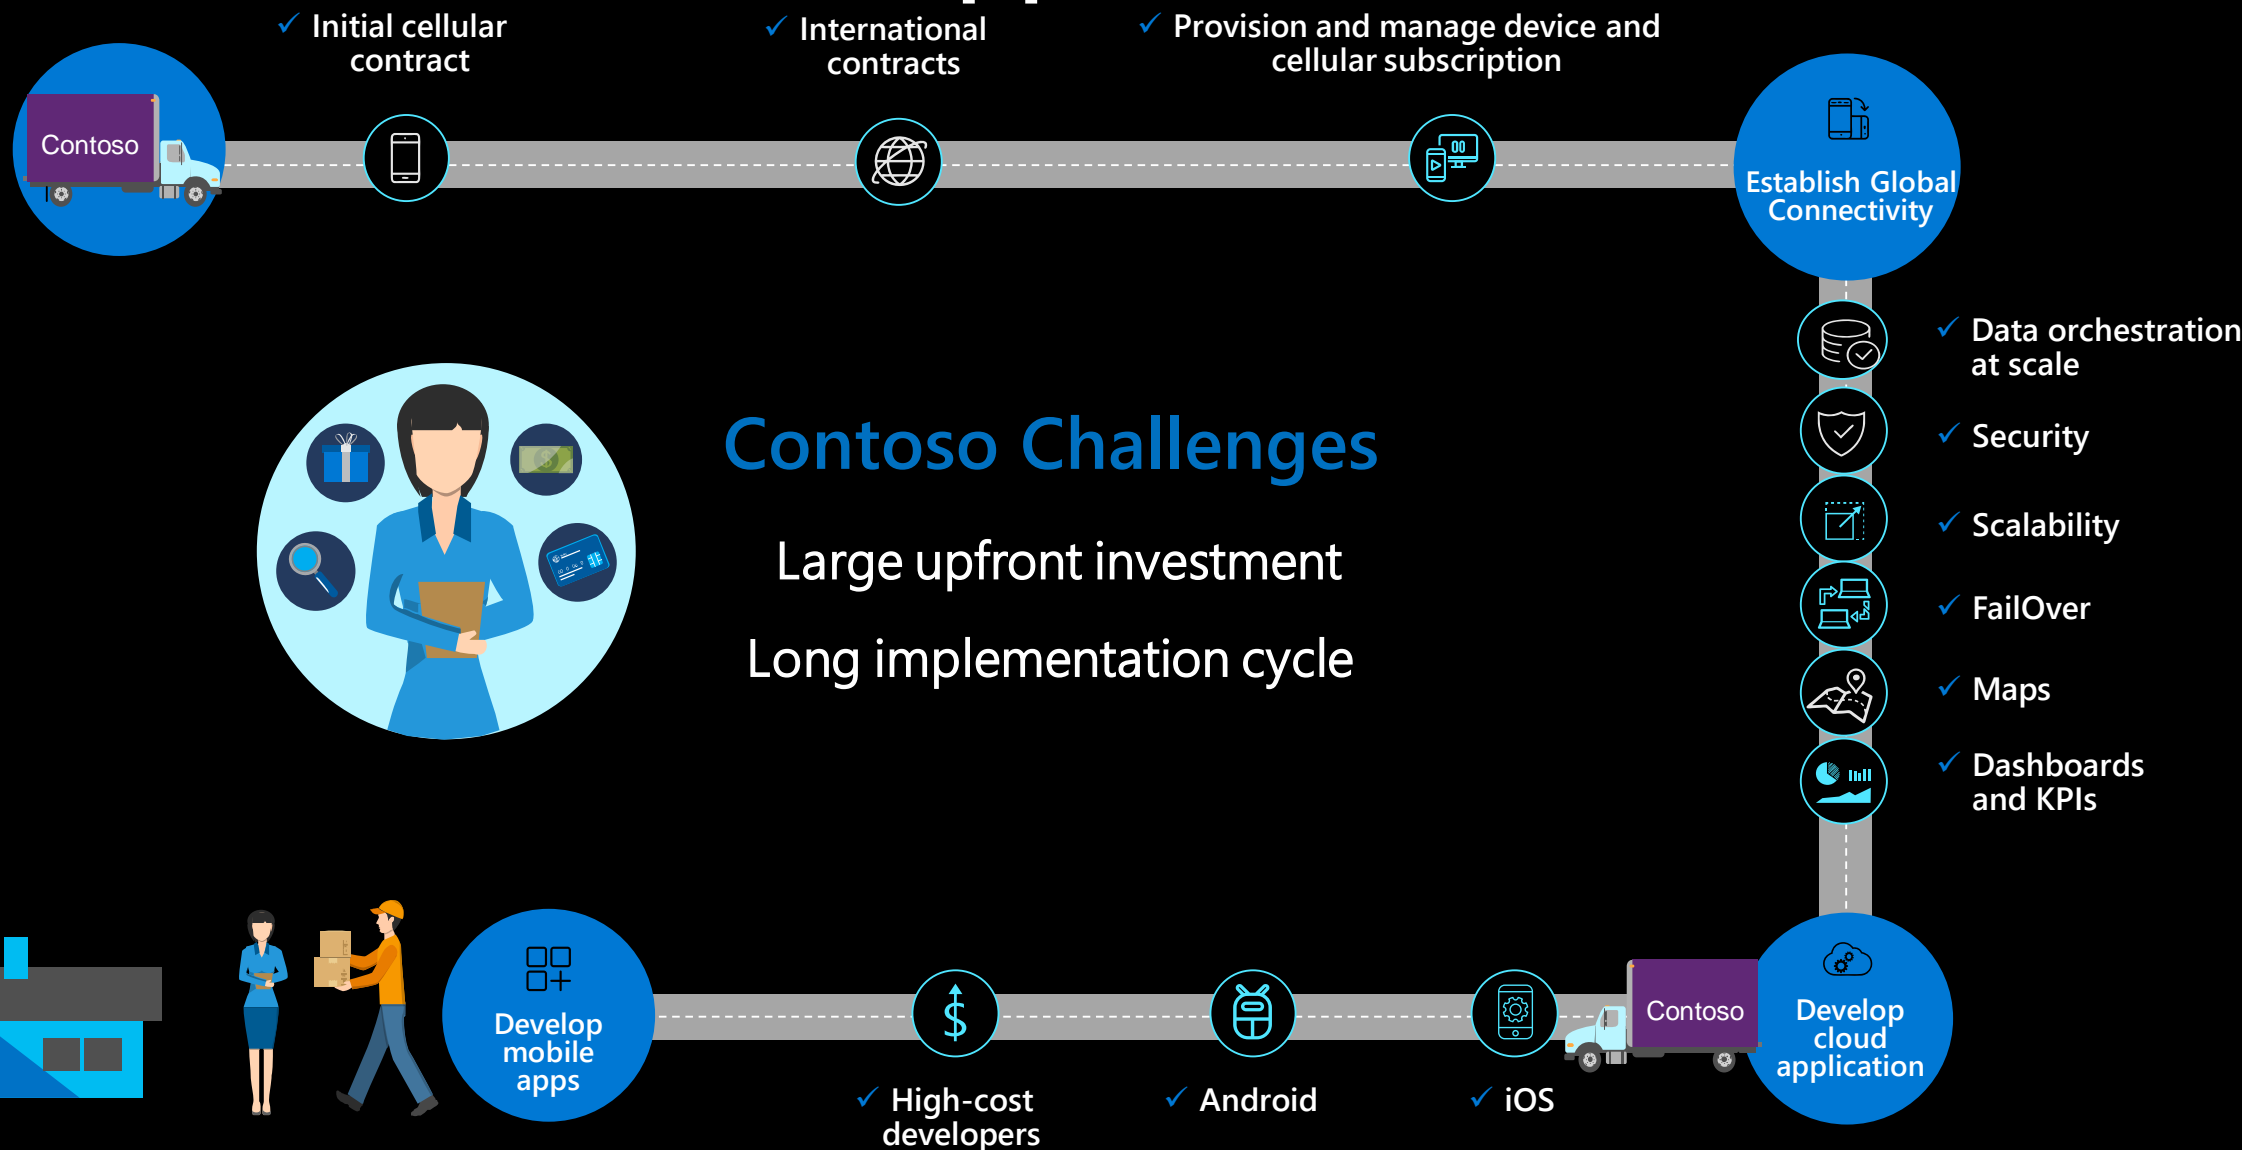 Initial cellular
contract
International
contracts
Provision and manage device and
cellular subscription
Contoso
Establish Global
Connectivity
Data orchestration
at scale
Security
Scalability
FailOver
Maps
Dashboards
and KPIs
Contoso Challenges
Large upfront investment
Long implementation cycle
Develop
mobile
apps
High-cost
developers
Android
iOS
Contoso
Develop
cloud
application